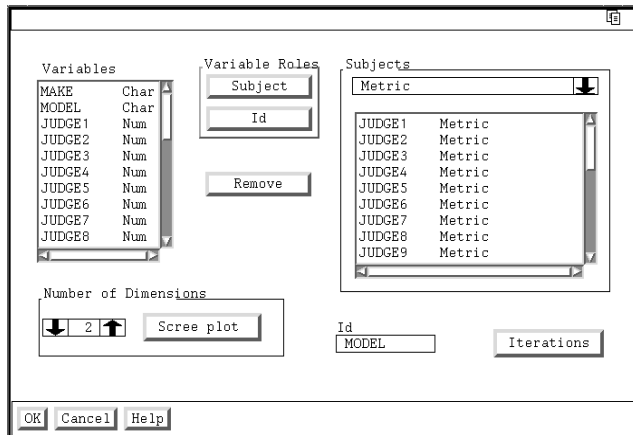 Variables
MAKE Char
MODEL Char
JUDGE1 Num
JUDGE2 Num
JUDGE3 Num
JUDGE4 Num
JUDGE5 Num
JUDGE6 Num
JUDGE7 Num
JUDGE8 Num
Variable Roles
Subject
Id
Remove
Subjects
Metric
JUDGE1 Metric
JUDGE2 Metric
JUDGE3 Metric
JUDGE4 Metric
JUDGE5 Metric
JUDGE6 Metric
JUDGE7 Metric
JUDGE8 Metric
JUDGE9 Metric
Number of Dimensions
2
Scree plot
Id
MODEL
Iterations
OK Cancel Help